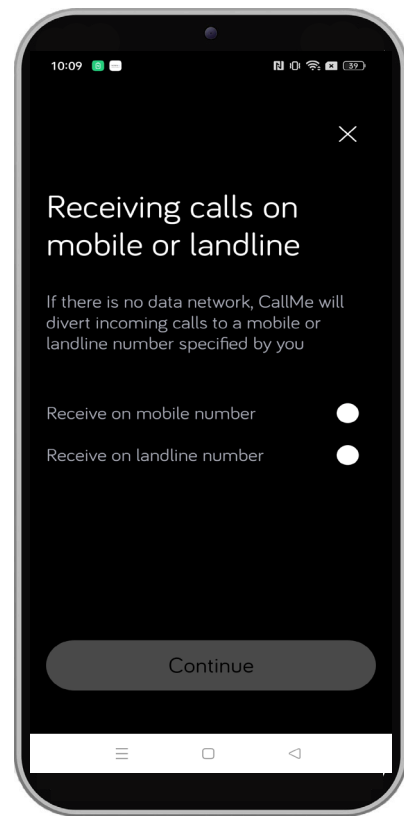 10:09
39
Receiving calls on
mobile or landline
If there is no data network, CallMe will
divert incoming calls to a mobile or
landline number specified by you
Receive on mobile number
Receive on landline number
Continue